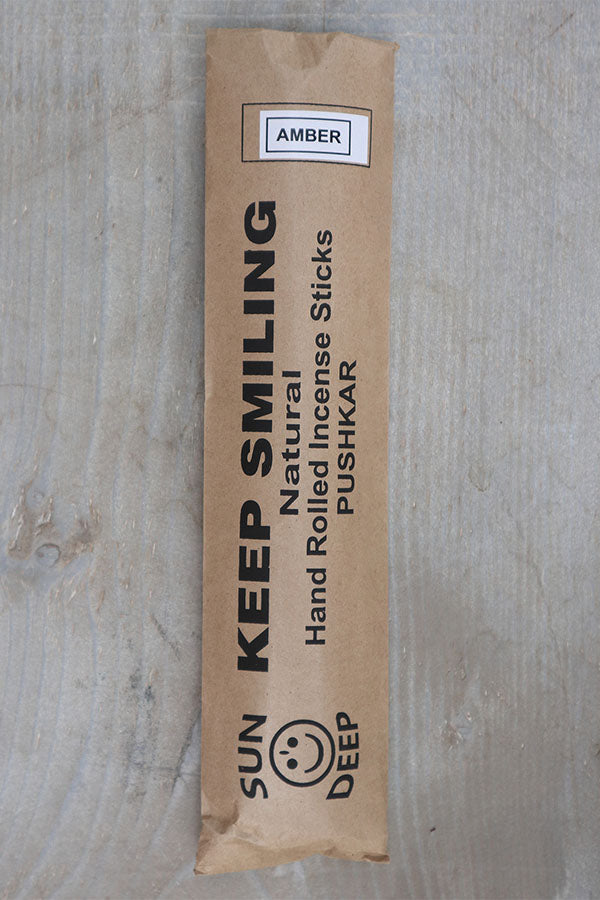 AMBER
SUN
DEEP
KEEP SMILING
Natural
Hand Rolled Incense Sticks
PUSHKAR